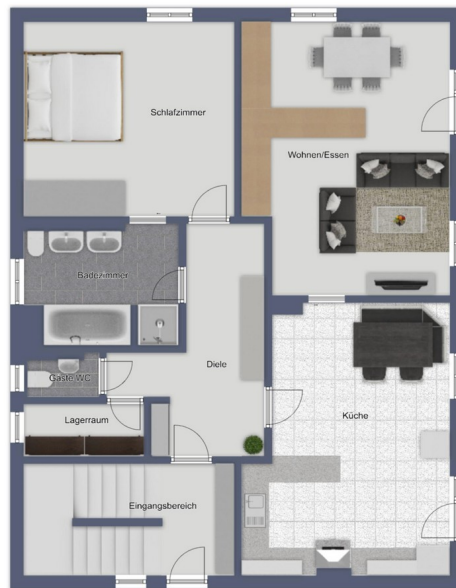 Schlafzimmer
Wohnen/Essen
Badezimmer
Diele
Gäste WC
Küche
Lagerraum
Eingangsbereich